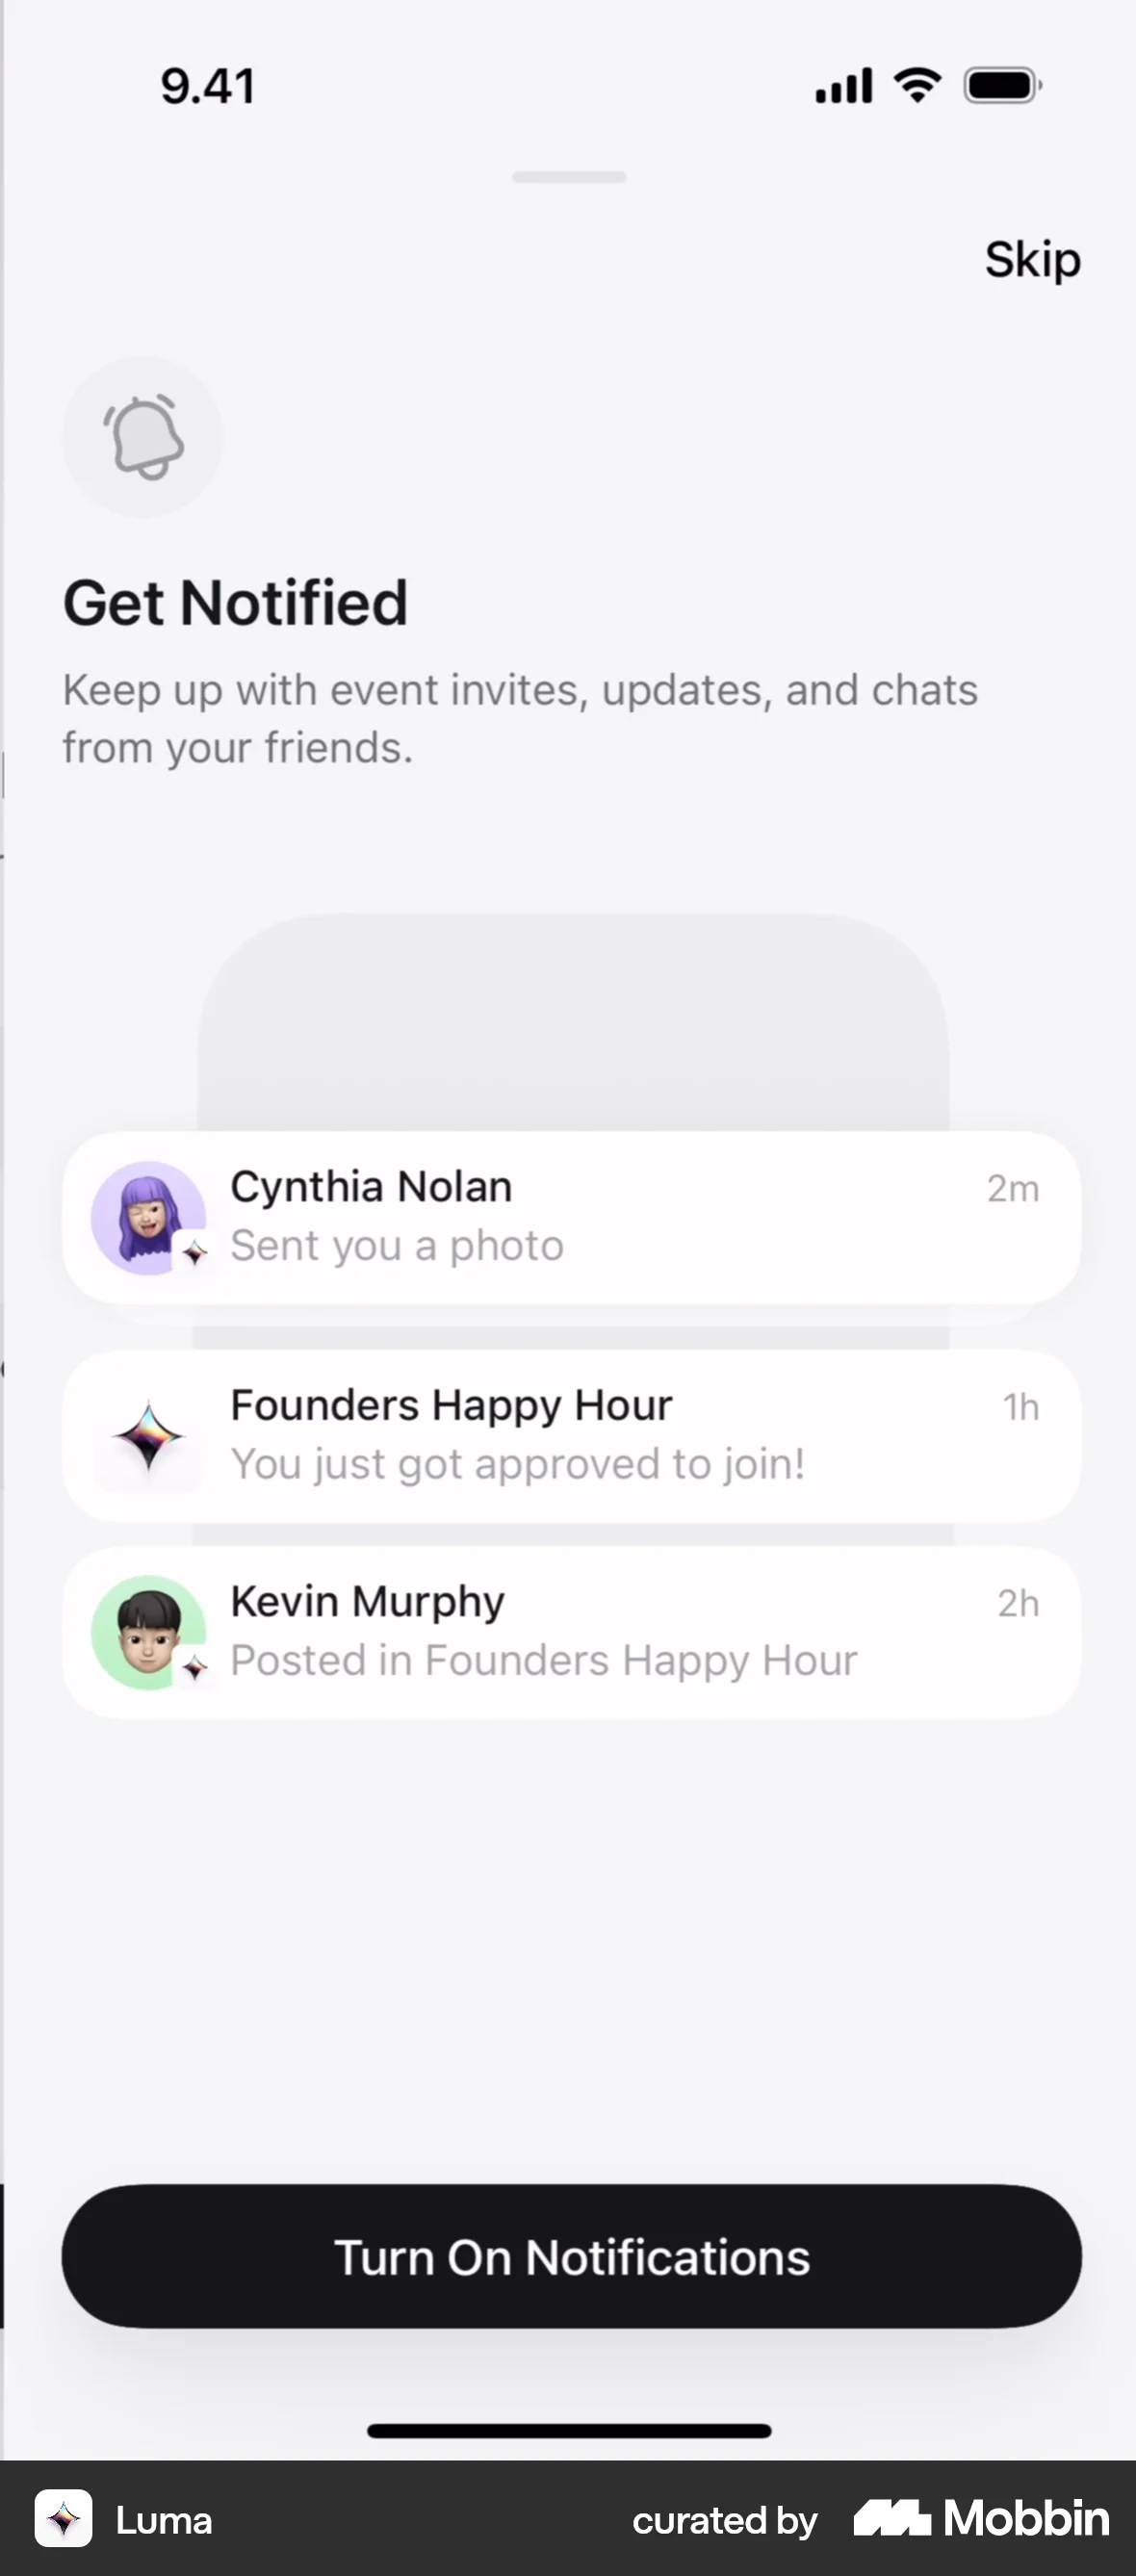 9.41
Skip
Get Notified
Keep up with event invites, updates, and chats
from your friends.
Cynthia Nolan
2m
Sent you a photo
Founders Happy Hour
1h
You just got approved to join!
Kevin Murphy
2h
Posted in Founders Happy Hour
Turn On Notifications
Luma
curated by Mobbin